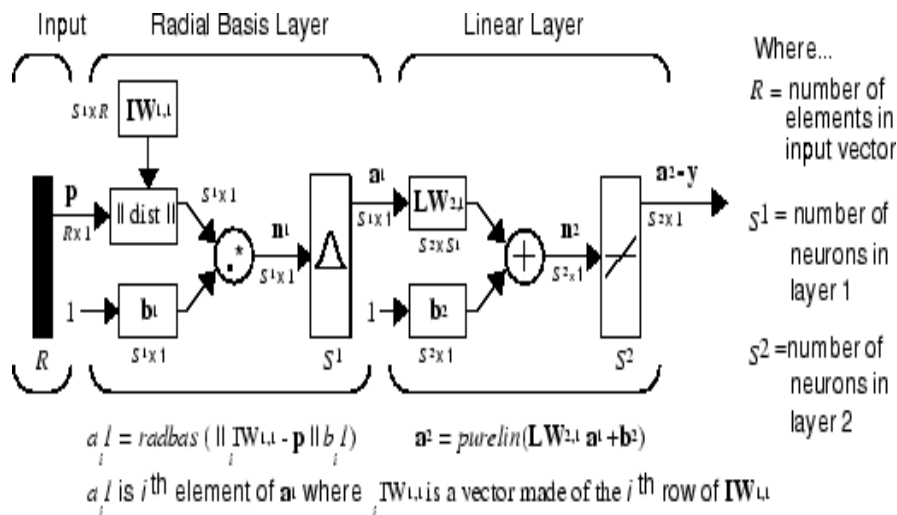 Input
Radial Basis Layer
Linear Layer
Where...
R = number of
elements in
input vector
S1 = number of
neurons in
layer 1
S2 =number of
neurons in
layer 2
S1xR
IW1,1
p
Rx1
|| dist ||
S1x1
.*
n1
S1x1
1
b1
S1x1
R
S1
a1
S1x1
LW2,1
S2xS1
+
n2
S2x1
1
b2
S2x1
S2
a2-y
S2x1
ai1 = radbas ( || iIW1,1 - p || bi1)
a2 = purelin(LW2,1 a1+b2)
ai1 is ith element of a1 where iIW1,1 is a vector made of the ith row of IW1,1